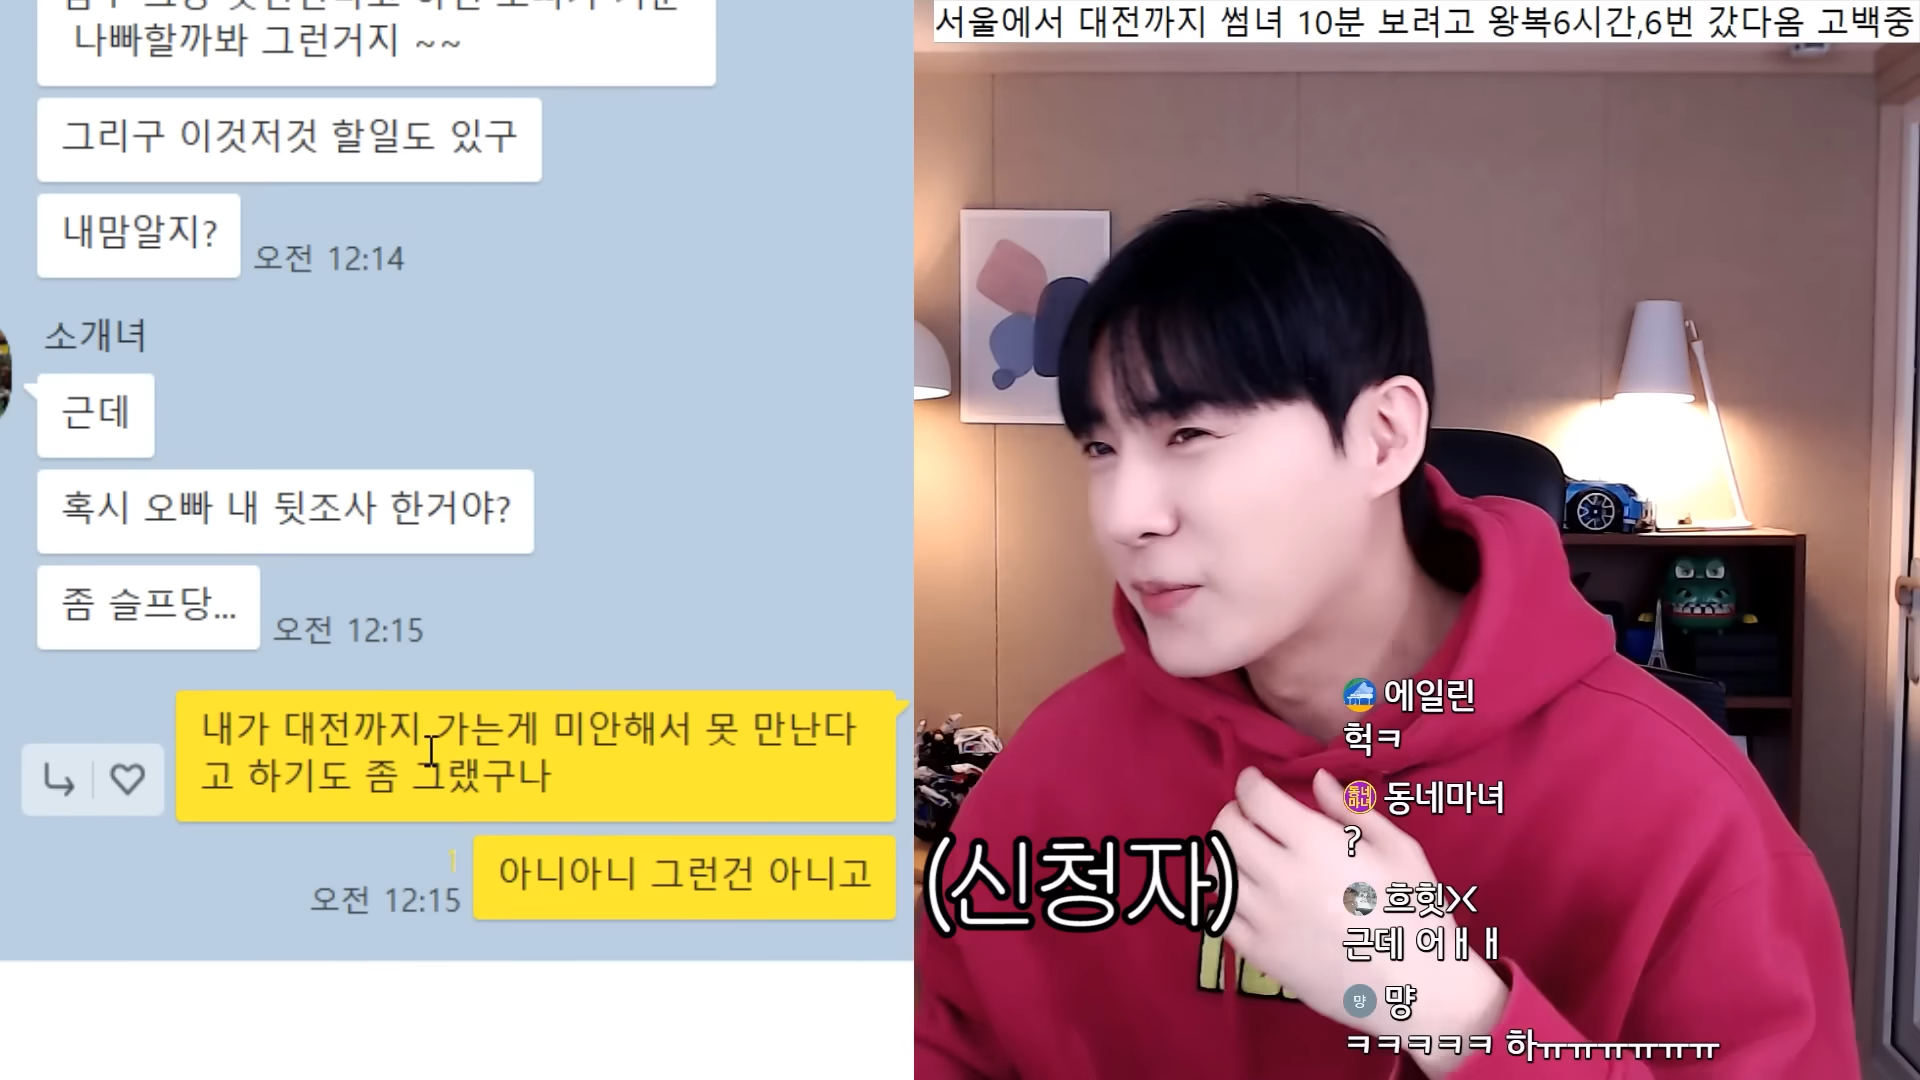 나빠할까봐 그런거지 ~~
그리구 이것저것 할일도 있구
내맘알지?
오전 12:14
소개녀
근데
혹시 오빠 내 뒷조사 한거야?
좀 슬프당...
오전 12:15
내가 대전까지 가는게 미안해서 못 만난다
고 하기도 좀 그랬구나
1
아니아니 그런건 아니고
오전 12:15
서울에서 대전까지 썸녀 10분 보려고 왕복6시간,6번 갔다옴 고백중
(신청자)
에일린
헉ㅋ
동네
마녀
동네마녀
?
흐힛><
근데 어ㅐㅐ
먕
먕
ㅋㅋㅋㅋㅋ 하ㅠㅠㅠㅠㅠㅠ